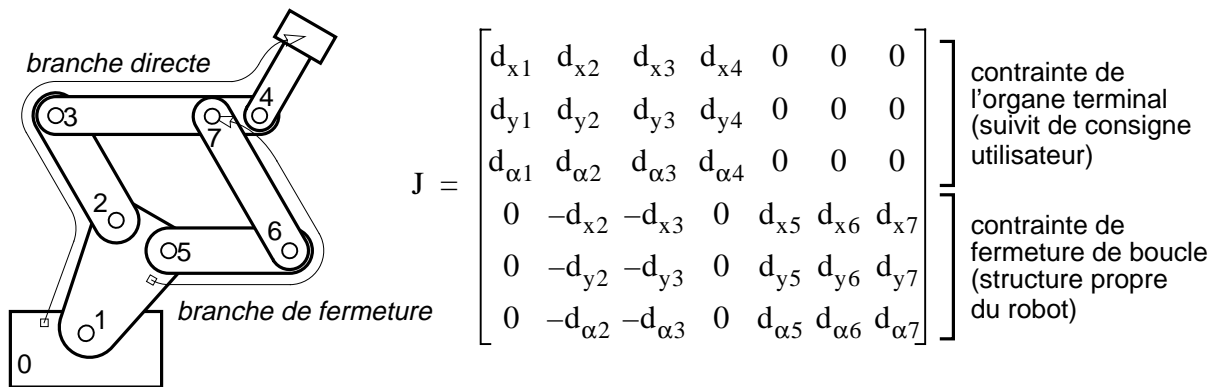 branche directe
3
4
7
2
5
6
branche de fermeture
1
0
J =
d_x1 d_x2 d_x3 d_x4 0 0 0
d_y1 d_y2 d_y3 d_y4 0 0 0
d_α1 d_α2 d_α3 d_α4 0 0 0
0 −d_x2 −d_x3 0 d_x5 d_x6 d_x7
0 −d_y2 −d_y3 0 d_y5 d_y6 d_y7
0 −d_α2 −d_α3 0 d_α5 d_α6 d_α7
contrainte de
l'organe terminal
(suivit de consigne
utilisateur)
contrainte de
fermeture de boucle
(structure propre
du robot)